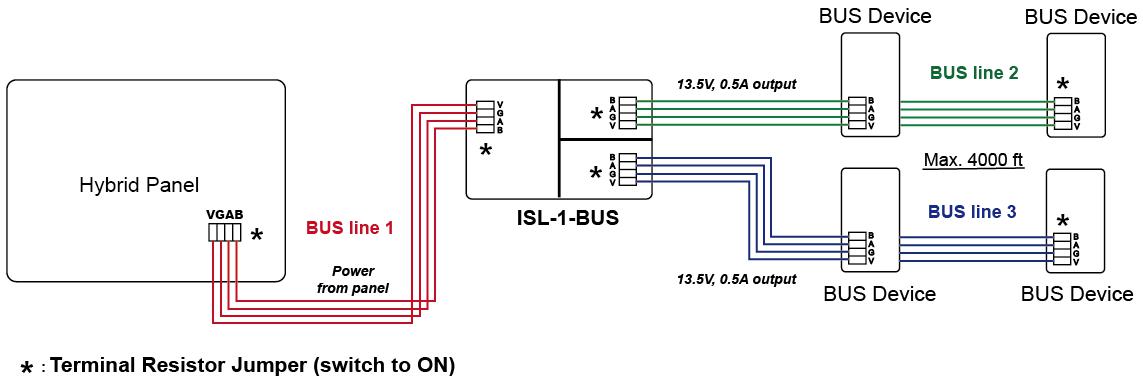 BUS Device
BUS Device
13.5V, 0.5A output
BUS line 2
V
G
A
B
*
*
B
A
G
V
B
A
G
V
*
B
A
G
V
Max. 4000 ft
*
B
A
G
V
ISL-1-BUS
Hybrid Panel
VGAB
*
BUS line 1
Power
from panel
BUS line 3
B
A
G
V
*
B
A
G
V
13.5V, 0.5A output
BUS Device
BUS Device
* : Terminal Resistor Jumper (switch to ON)